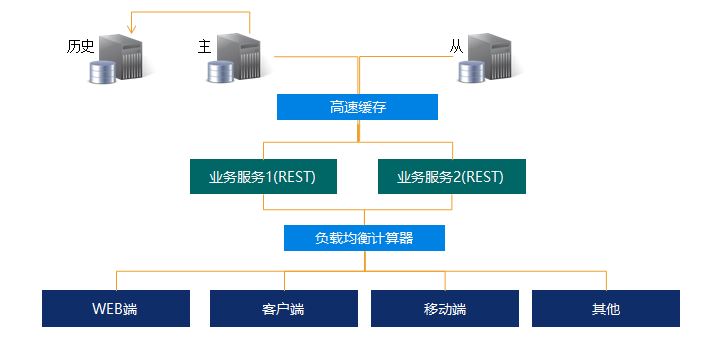 历史
主
从
高速缓存
业务服务1(REST)
业务服务2(REST)
负载均衡计算器
WEB端
客户端
移动端
其他